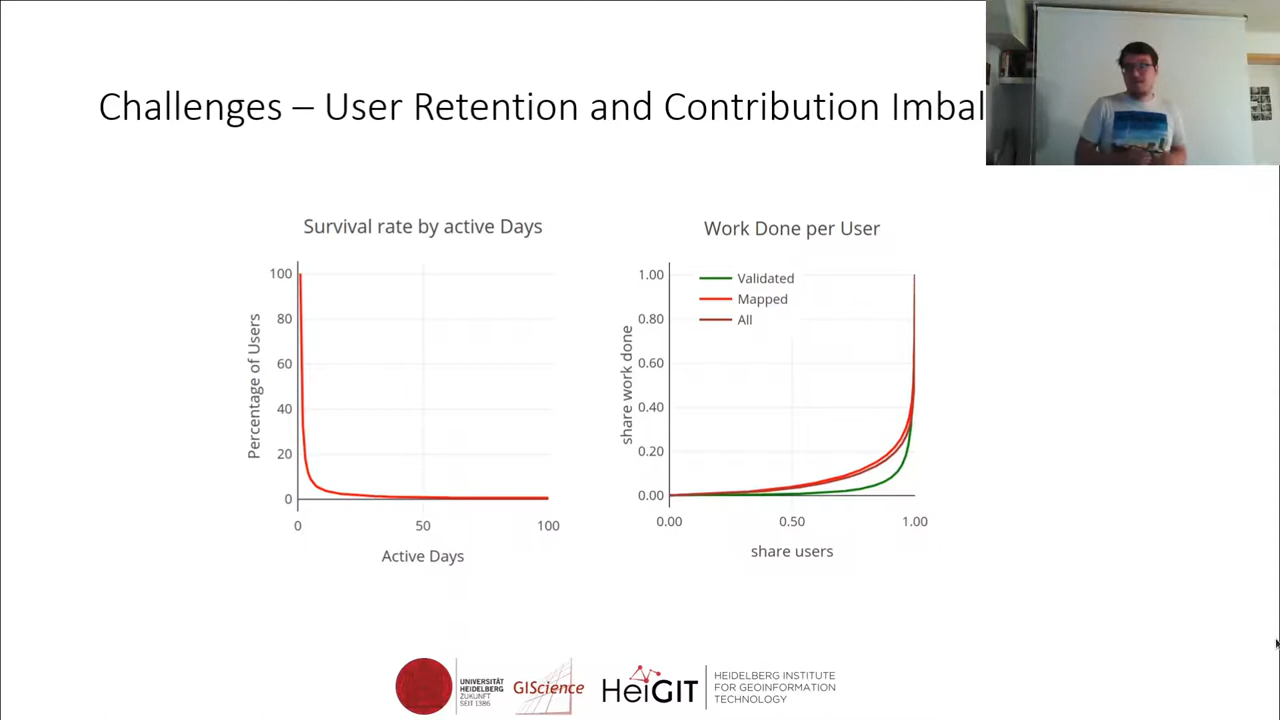 Challenges – User Retention and Contribution Imbal
Survival rate by active Days
100
80
60
40
20
0
Percentage of Users
0
50
100
Active Days
Work Done per User
Validated
Mapped
All
1.00
0.80
0.60
0.40
0.20
0.00
share work done
0.00
0.50
1.00
share users
UNIVERSITÄT
HEIDELBERG
ZUKUNFT
SEIT 1386
GIScience
HeiGIT
HEIDELBERG INSTITUTE
FOR GEOINFORMATION
TECHNOLOGY